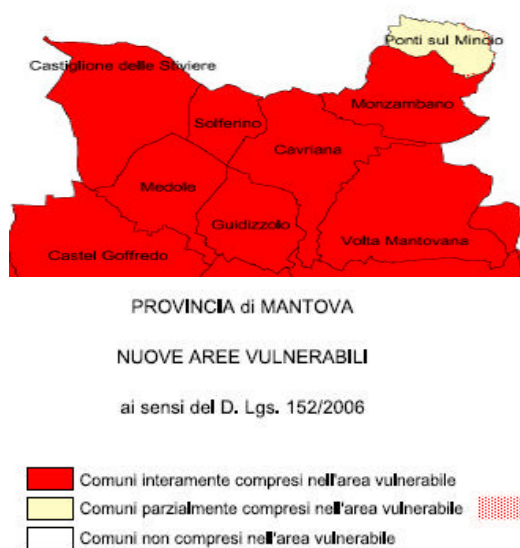 Ponti sul Mincio
Castiglione delle Stiviere
Monzambano
Solferino
Cavriana
Medole
Guidizzolo
Volta Mantovana
Castel Goffredo
PROVINCIA di MANTOVA
NUOVE AREE VULNERABILI
ai sensi del D. Lgs. 152/2006
Comuni interamente compresi nell'area vulnerabile
Comuni parzialmente compresi nell'area vulnerabile
Comuni non compresi nell'area vulnerabile